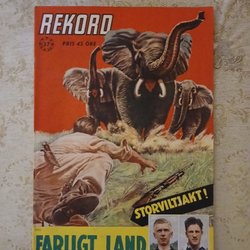 REKORD
PRIS 45 ÖRE
STORVILTJAKT!
FARLIGT LAND